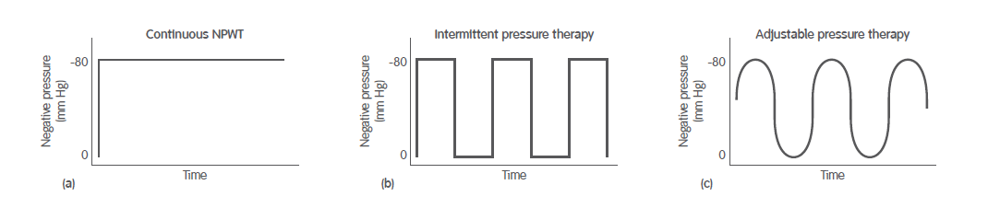 Continuous NPWT
Negative pressure
(mm Hg)
-80
0
Time
(a)
Intermittent pressure therapy
Negative pressure
(mm Hg)
-80
0
Time
(b)
Adjustable pressure therapy
Negative pressure
(mm Hg)
-80
0
Time
(c)